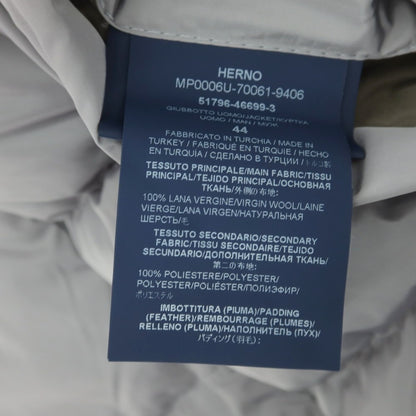 HERNO
MP0006U-70061-9406
51796-46699-3
GIUBBOTTO UOMO/JACKET/KYPTKA
UOMO / MAN / МУЖ
44
FABBRICATO IN TURCHIA / MADE IN
TURKEY / FABRIQUÉ EN TURQUIE / HECHO
EN TURQUÍA / СДЕЛАНО В ТУРЦИИ / トルコ製
TESSUTO PRINCIPALE/MAIN FABRIC/TISSU
PRINCIPAL/TEJIDO PRINCIPAL/ОСНОВНАЯ
ТКАНЬ/外側の布地:
100% LANA VERGINE/VIRGIN WOOL/LAINE
VIERGE/LANA VIRGEN/НАТУРАЛЬНАЯ
ШЕРСТЬ/毛
TESSUTO SECONDARIO/SECONDARY
FABRIC/TISSU SECONDAIRE/TEJIDO
SECUNDARIO/ДОПОЛНИТЕЛЬНАЯ ТКАНЬ/
第二の布地:
100% POLIESTERE/POLYESTER/
POLYESTER/POLIÉSTER/ПОЛИЭФИР/
ポリエステル
IMBOTTITURA (PIUMA)/PADDING
(FEATHER)/REMBOURRAGE (PLUMES)/
RELLENO (PLUMA)/НАПОЛНИТЕЛЬ (ПУХ)/
パディング(羽毛):